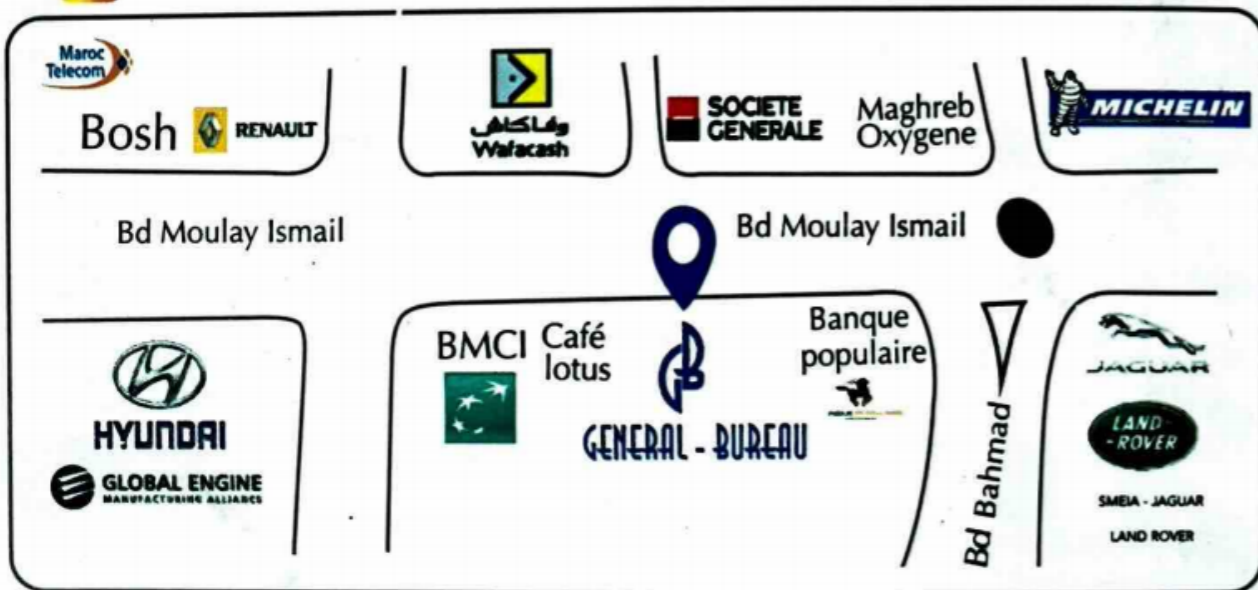 Maroc
Telecom
Bosh RENAULT
وفاكاش
Wafacash
SOCIETE
GENERALE
Maghreb
Oxygene
MICHELIN
Bd Moulay Ismail
Bd Moulay Ismail
HYUNDAI
GLOBAL ENGINE
MANUFACTURING ALLIANCE
BMCI
Café
lotus
GB
GENERAL - BUREAU
Banque
populaire
Bd Bahmad
JAGUAR
LAND-
-ROVER
SMEIA - JAGUAR
LAND ROVER